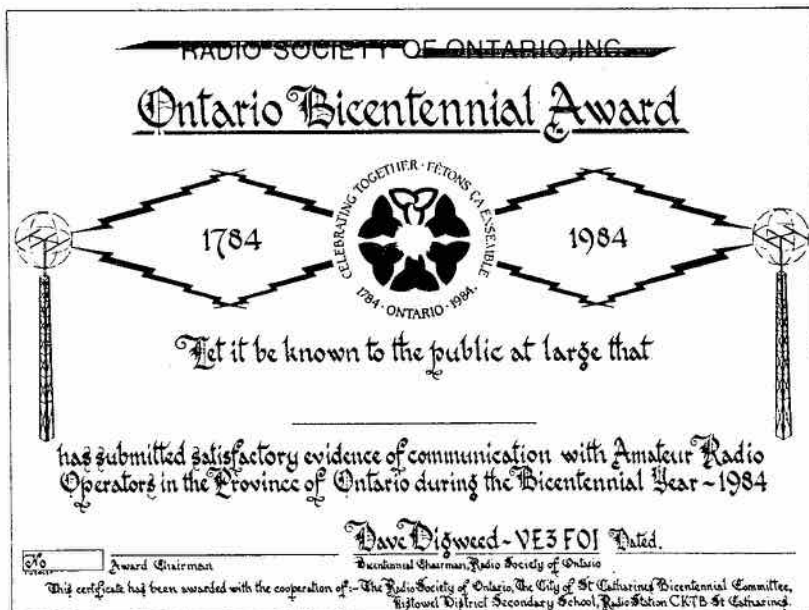 RADIO SOCIETY OF ONTARIO, INC.
Ontario Bicentennial Award
CELEBRATING TOGETHER · FÊTONS ÇA ENSEMBLE
1784 · ONTARIO · 1984 ·
1784
1984
Let it be known to the public at large that
has submitted satisfactory evidence of communication with Amateur Radio
Operators in the Province of Ontario during the Bicentennial Year ~ 1984
Dave Digweed ~ VE3 FOI Dated.
No
Award Chairman
Bicentennial Chairman, Radio Society of Ontario
This certificate has been awarded with the cooperation of:~ The Radio Society of Ontario, The City of St Catharines Bicentennial Committee,
Listowel District Secondary School, Radio Station CKTB St Catharines